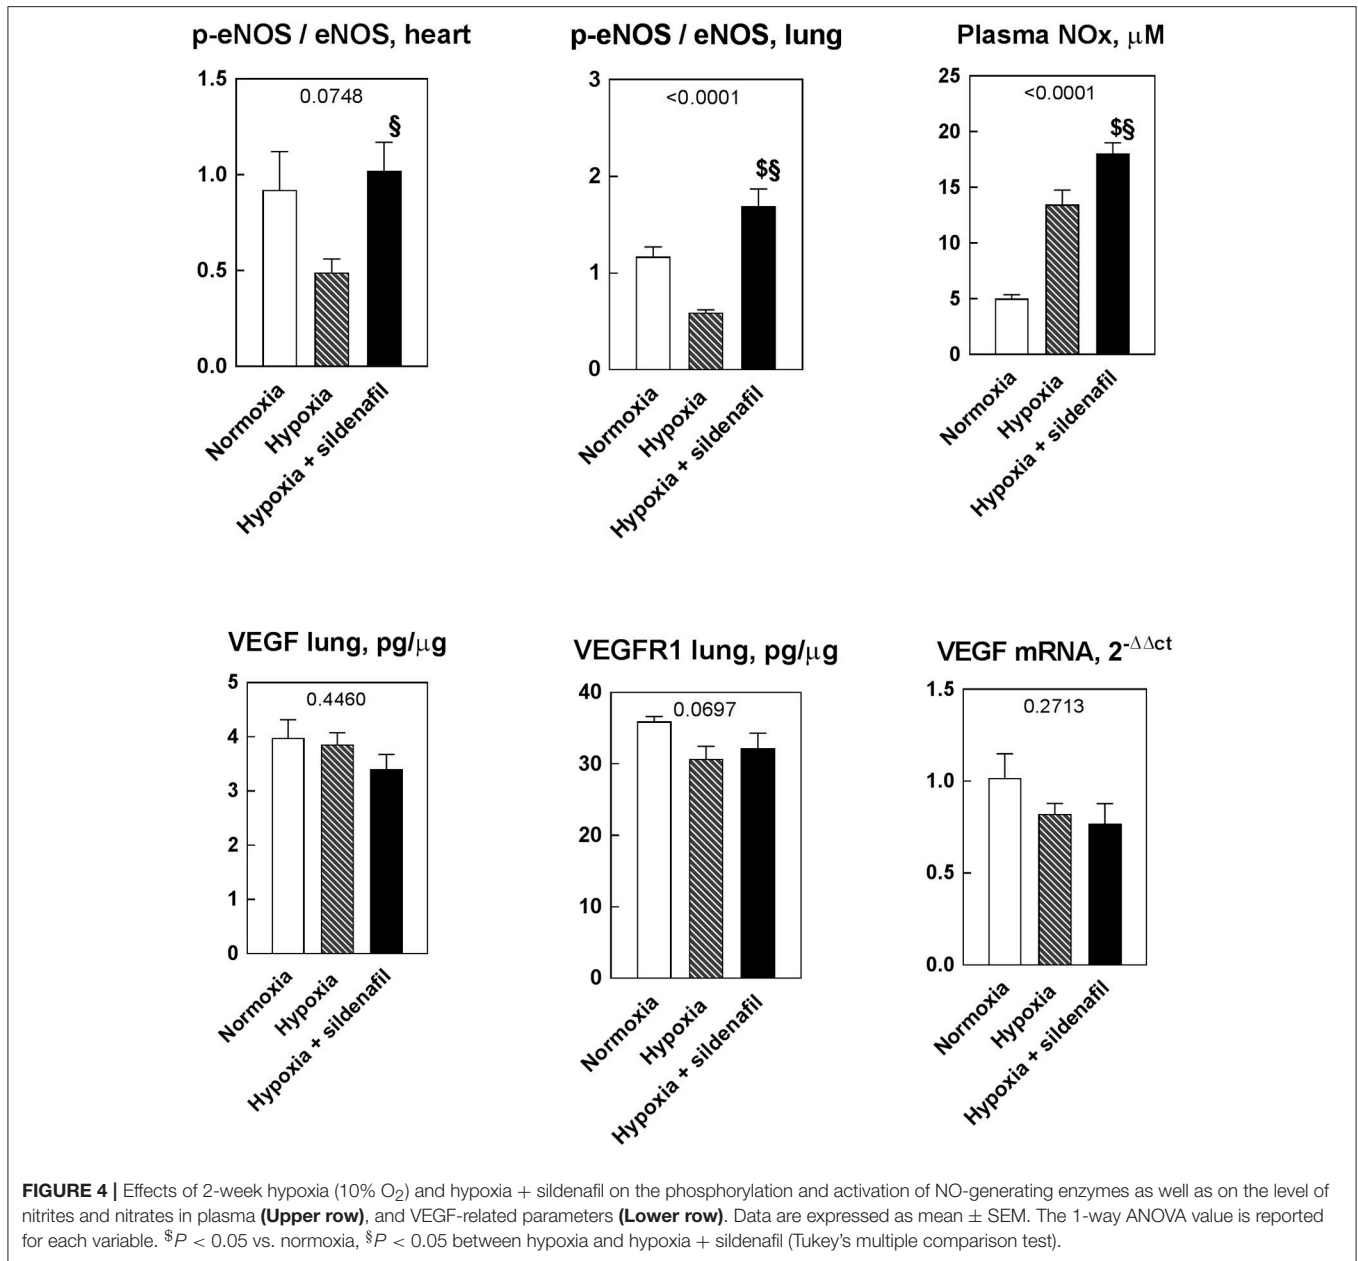 p-eNOS / eNOS, heart
1.5
1.0
0.5
0.0
0.0748
§
Normoxia
Hypoxia
Hypoxia + sildenafil
p-eNOS / eNOS, lung
3
2
1
0
<0.0001
$§
Normoxia
Hypoxia
Hypoxia + sildenafil
Plasma NOx, μM
25
20
15
10
5
0
<0.0001
$§
Normoxia
Hypoxia
Hypoxia + sildenafil
VEGF lung, pg/μg
5
4
3
2
1
0
0.4460
Normoxia
Hypoxia
Hypoxia + sildenafil
VEGFR1 lung, pg/μg
40
30
20
10
0
0.0697
Normoxia
Hypoxia
Hypoxia + sildenafil
VEGF mRNA, 2^-ΔΔct
1.5
1.0
0.5
0.0
0.2713
Normoxia
Hypoxia
Hypoxia + sildenafil
FIGURE 4 | Effects of 2-week hypoxia (10% O₂) and hypoxia + sildenafil on the phosphorylation and activation of NO-generating enzymes as well as on the level of
nitrites and nitrates in plasma (Upper row), and VEGF-related parameters (Lower row). Data are expressed as mean ± SEM. The 1-way ANOVA value is reported
for each variable. $P < 0.05 vs. normoxia, §P < 0.05 between hypoxia and hypoxia + sildenafil (Tukey's multiple comparison test).